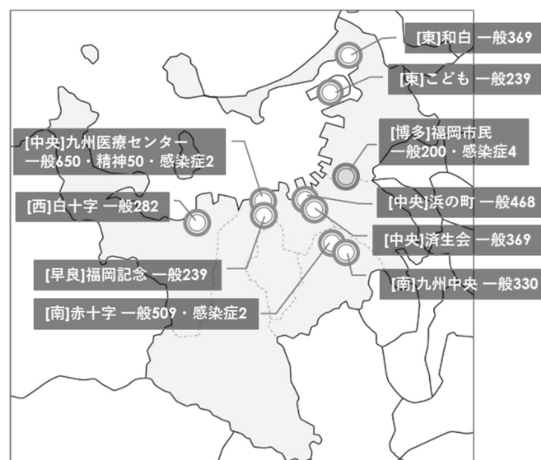 [東]和白 一般369
[東]こども 一般239
[中央]九州医療センター
一般650・精神50・感染症2
[博多]福岡市民
一般200・感染症4
[西]白十字 一般282
[中央]浜の町 一般468
[中央]済生会 一般369
[早良]福岡記念 一般239
[南]九州中央 一般330
[南]赤十字 一般509・感染症2